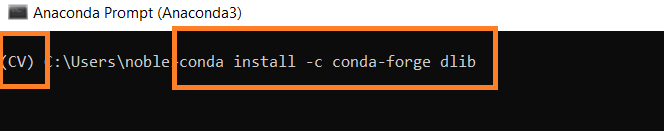 Anaconda Prompt (Anaconda3)
(CV) C:\Users\noble>conda install -c conda-forge dlib